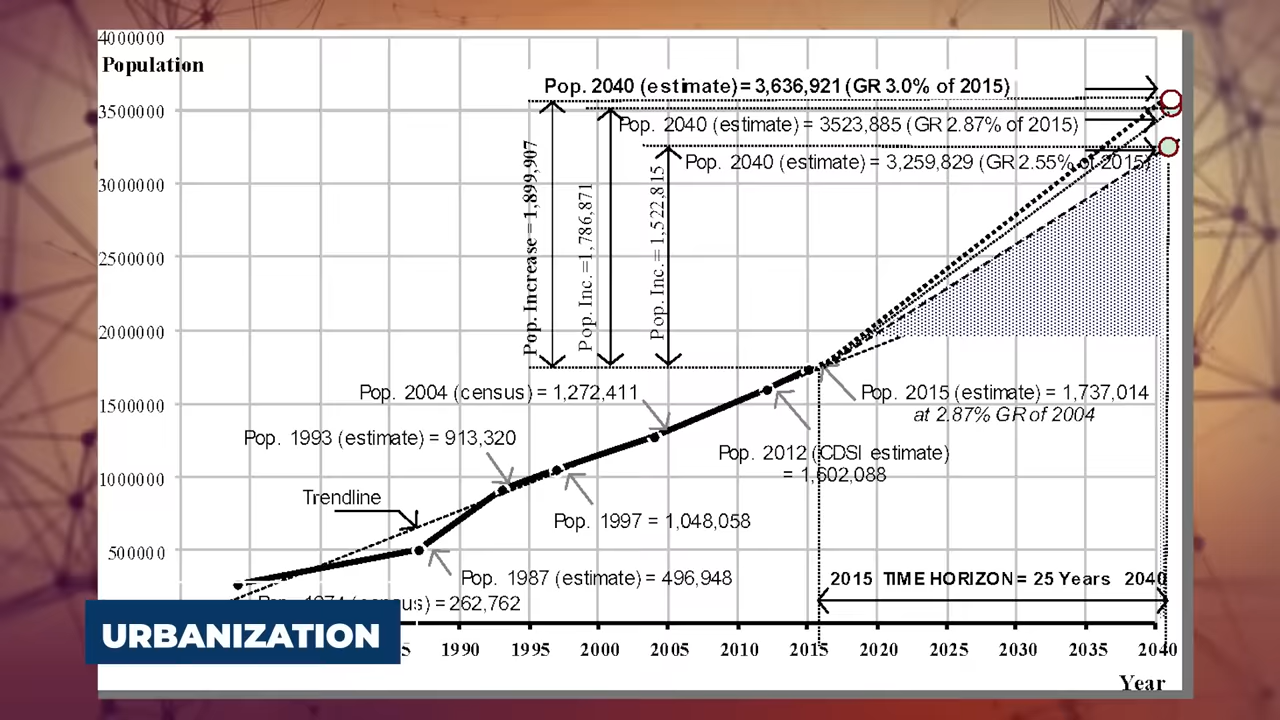 4000000
Population
Pop. 2040 (estimate) = 3,636,921 (GR 3.0% of 2015)
3500000
Pop. 2040 (estimate) = 3523,885 (GR 2.87% of 2015)
Pop. 2040 (estimate) = 3,259,829 (GR 2.55% of 2015)
3000000
Pop. Increase = 1,899,907
Pop. Inc. =1,786,871
Pop. Inc. = 1,522,815
2500000
2000000
Pop. 2004 (census) = 1,272,411
Pop. 2015 (estimate) = 1,737,014
at 2.87% GR of 2004
1500000
Pop. 1993 (estimate) = 913,320
Pop. 2012 (CDSI estimate)
= 1,602,088
1000000
Trendline
Pop. 1997 = 1,048,058
500000
Pop. 1987 (estimate) = 496,948
2015 TIME HORIZON = 25 Years 2040
Pop. 1974 (census) = 262,762
URBANIZATION
1990 1995 2000 2005 2010 2015 2020 2025 2030 2035 2040
Year